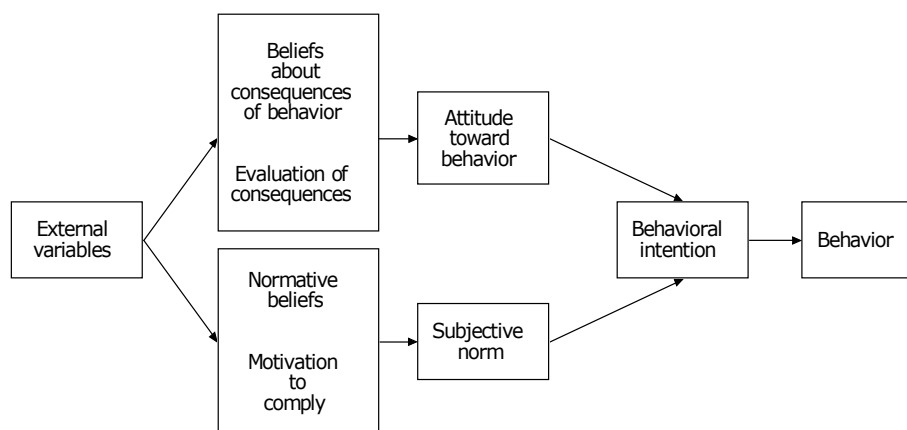 External
variables
Beliefs
about
consequences
of behavior
Evaluation of
consequences
Normative
beliefs
Motivation
to
comply
Attitude
toward
behavior
Subjective
norm
Behavioral
intention
Behavior